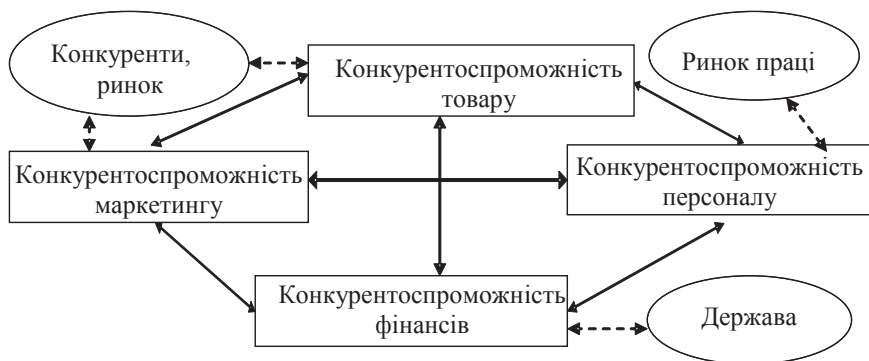 Конкуренти,
ринок
Конкурентоспроможність
товару
Ринок праці
Конкурентоспроможність
маркетингу
Конкурентоспроможність
персоналу
Конкурентоспроможність
фінансів
Держава